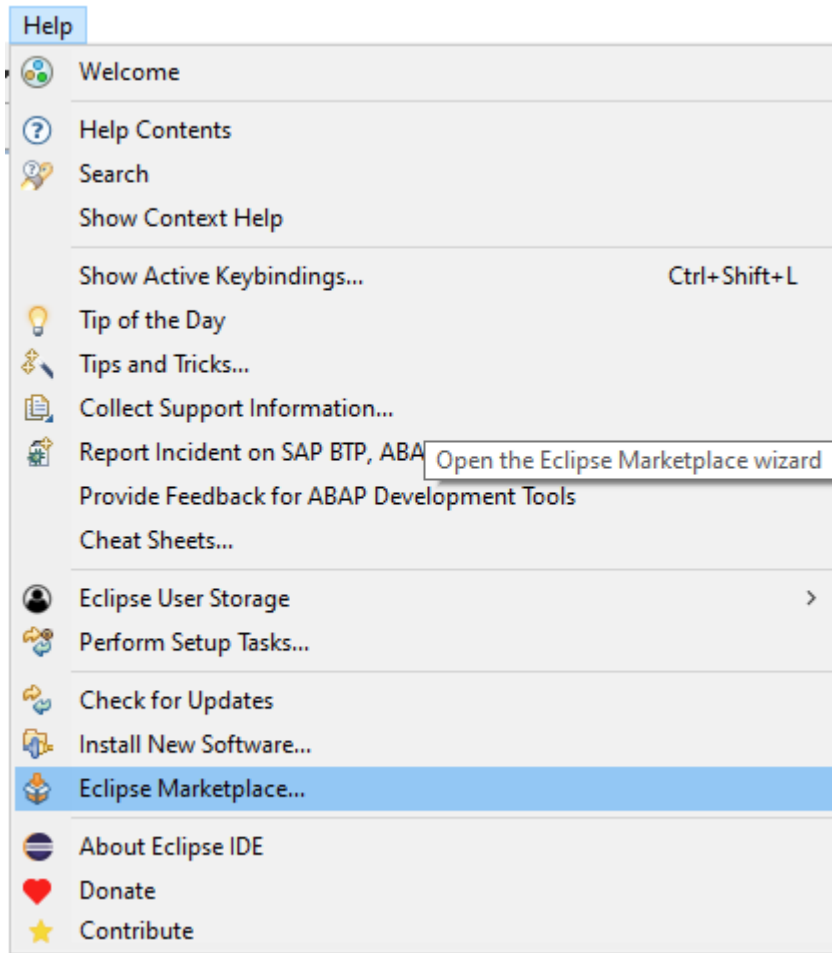 Help
Welcome
Help Contents
Search
Show Context Help
Show Active Keybindings... Ctrl+Shift+L
Tip of the Day
Tips and Tricks...
Collect Support Information...
Report Incident on SAP BTP, ABA
Open the Eclipse Marketplace wizard
Provide Feedback for ABAP Development Tools
Cheat Sheets...
Eclipse User Storage
Perform Setup Tasks...
Check for Updates
Install New Software...
Eclipse Marketplace...
About Eclipse IDE
Donate
Contribute